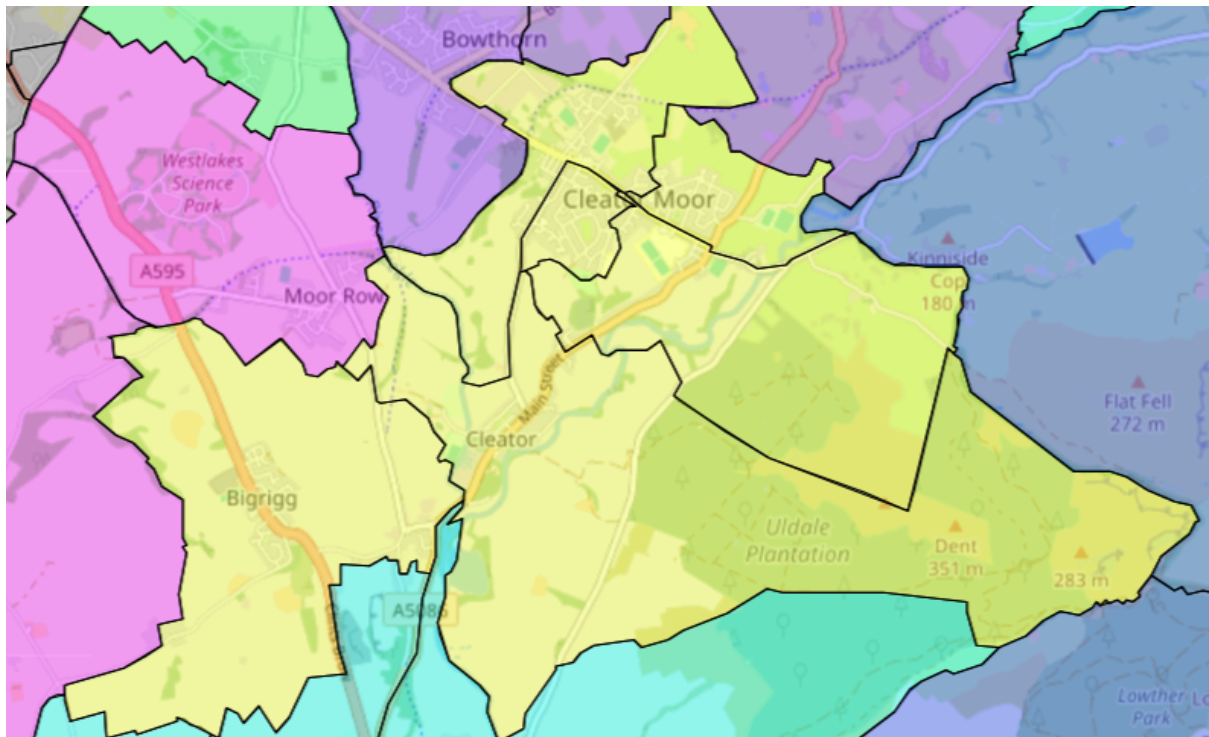 Bowthorn
Westlakes
Science
Park
Cleator Moor
A595
Moor Row
Kinniside
Cop
180 m
Main Street
Flat Fell
272 m
Cleator
Bigrigg
Uldale
Plantation
Dent
351 m
283 m
A5086
Lowther
Park